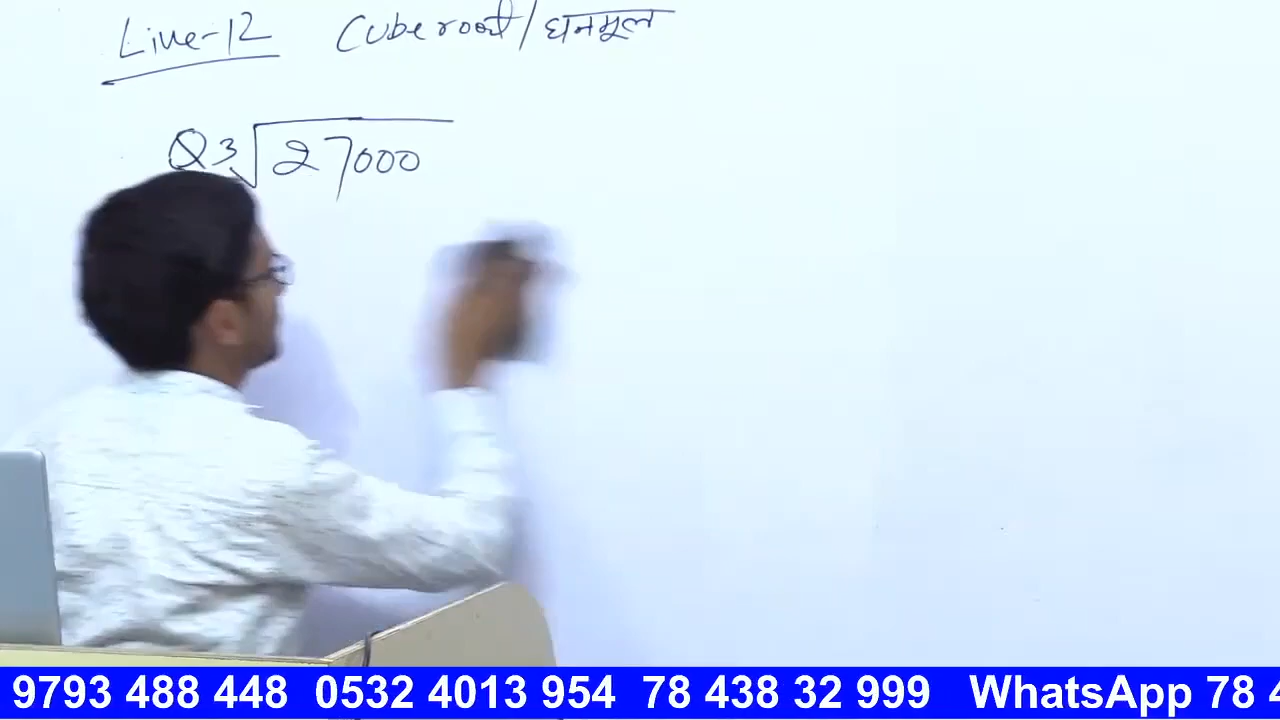 Live-12 Cube root/घनमूल
Q ∛27000
9793 488 448 0532 4013 954 78 438 32 999 WhatsApp 78 4